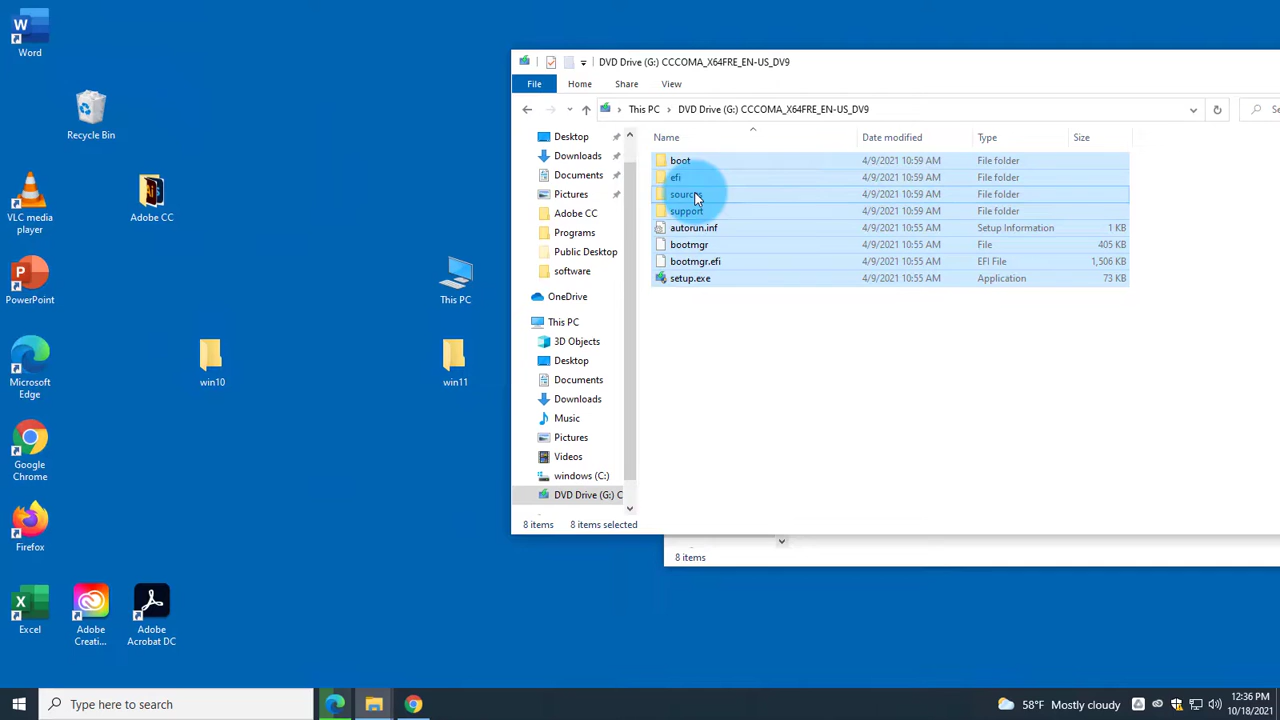 Word
Recycle Bin
VLC media
player
Adobe CC
PowerPoint
This PC
Microsoft
Edge
win10
win11
Google
Chrome
Firefox
Excel
Adobe
Creati...
Adobe
Acrobat DC
DVD Drive (G:) CCCOMA_X64FRE_EN-US_DV9
File Home Share View
This PC DVD Drive (G:) CCCOMA_X64FRE_EN-US_DV9
Name Date modified Type Size
boot 4/9/2021 10:59 AM File folder
efi 4/9/2021 10:59 AM File folder
sources 4/9/2021 10:59 AM File folder
support 4/9/2021 10:59 AM File folder
autorun.inf 4/9/2021 10:55 AM Setup Information 1 KB
bootmgr 4/9/2021 10:55 AM File 405 KB
bootmgr.efi 4/9/2021 10:55 AM EFI File 1,506 KB
setup.exe 4/9/2021 10:55 AM Application 73 KB
Desktop
Downloads
Documents
Pictures
Adobe CC
Programs
Public Desktop
software
OneDrive
This PC
3D Objects
Desktop
Documents
Downloads
Music
Pictures
Videos
windows (C:)
DVD Drive (G:) C
8 items 8 items selected
8 items
Type here to search
58°F Mostly cloudy
12:36 PM
10/18/2021